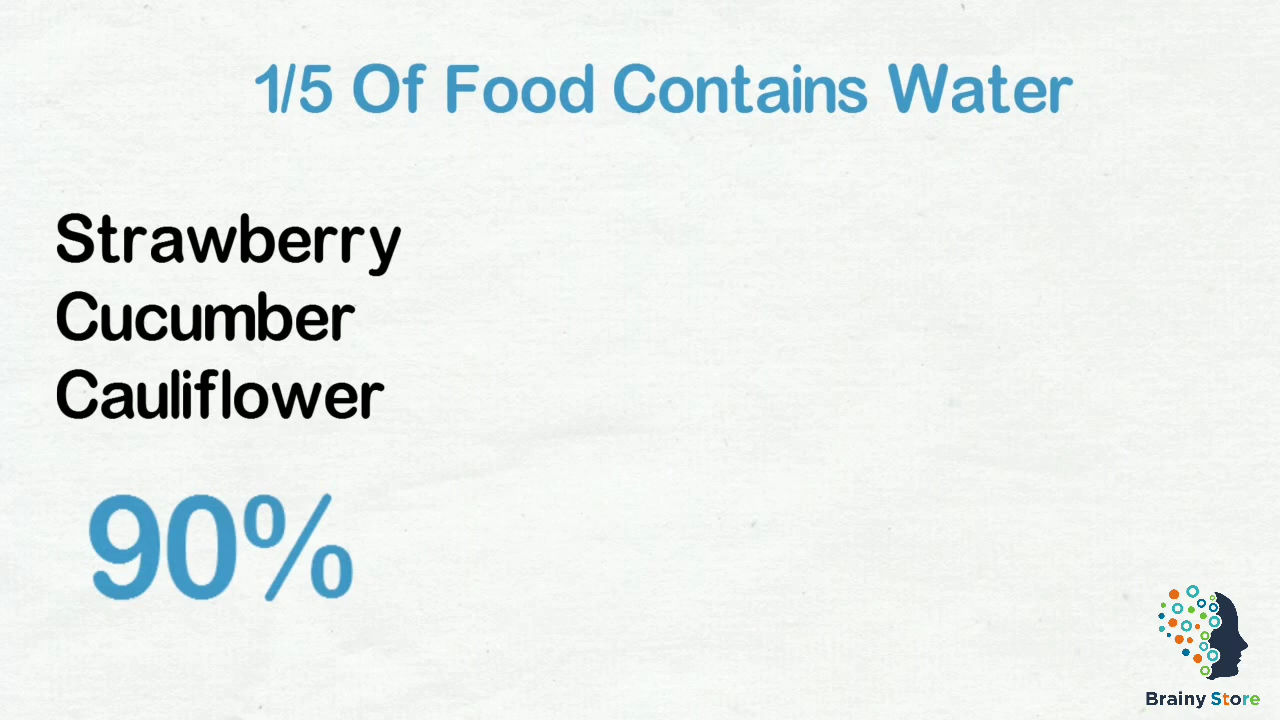 1/5 Of Food Contains Water
Strawberry
Cucumber
Cauliflower
90%
Brainy Store